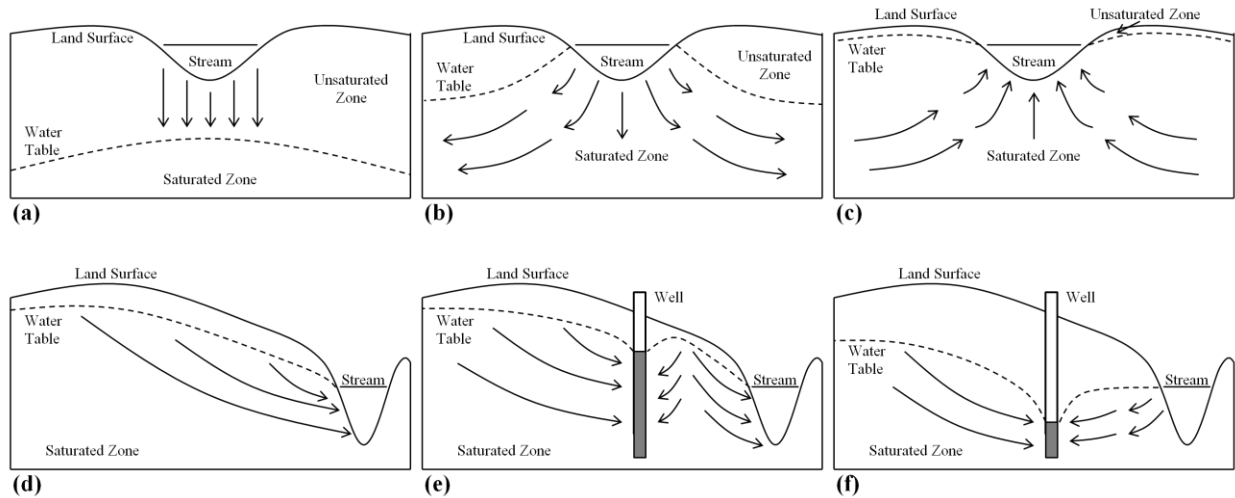 Land Surface
Stream
Unsaturated
Zone
Water
Table
Saturated Zone
(a)
Land Surface
Stream
Water
Table
Unsaturated
Zone
Saturated Zone
(b)
Land Surface
Unsaturated Zone
Stream
Water
Table
Saturated Zone
(c)
Land Surface
Water
Table
Stream
Saturated Zone
(d)
Land Surface
Well
Water
Table
Stream
Saturated Zone
(e)
Land Surface
Well
Water
Table
Stream
Saturated Zone
(f)